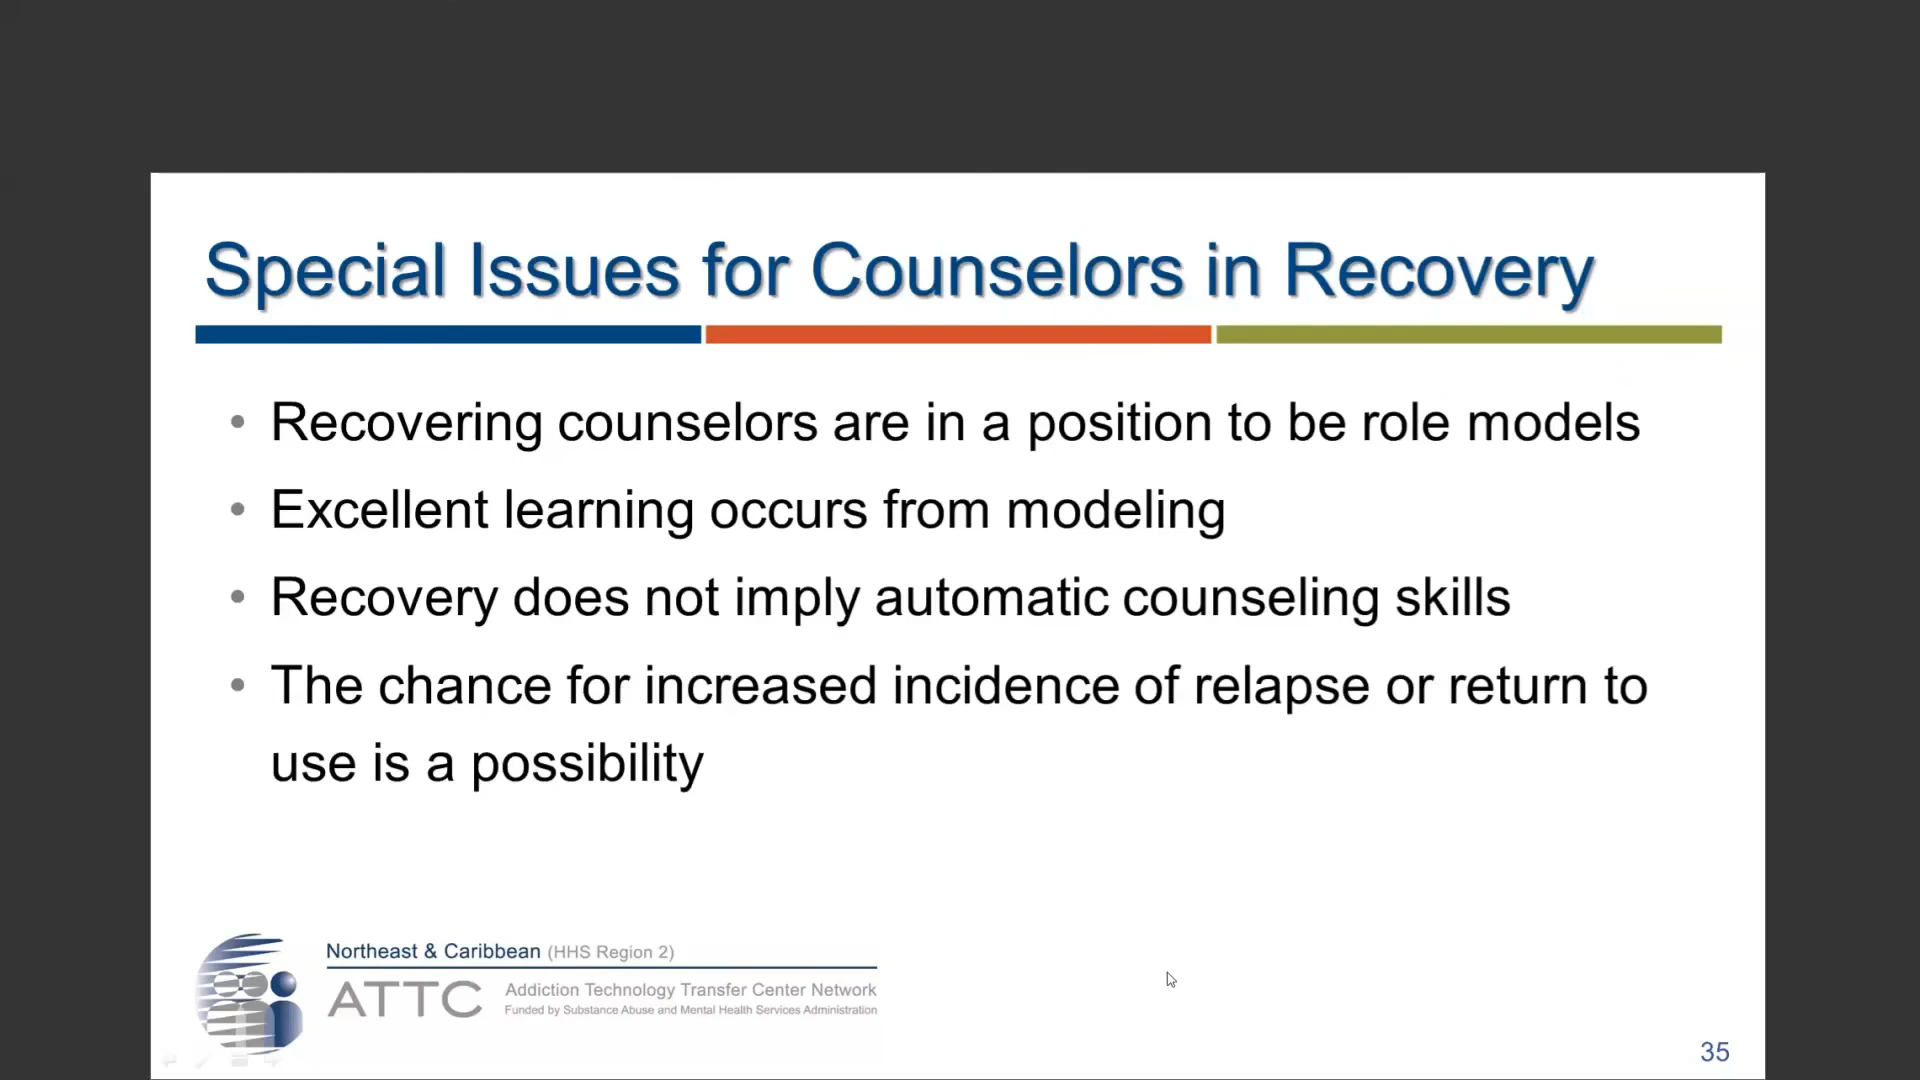 Special Issues for Counselors in Recovery
• Recovering counselors are in a position to be role models
• Excellent learning occurs from modeling
• Recovery does not imply automatic counseling skills
• The chance for increased incidence of relapse or return to
use is a possibility
Northeast & Caribbean (HHS Region 2)
ATTC Addiction Technology Transfer Center Network
Funded by Substance Abuse and Mental Health Services Administration
35